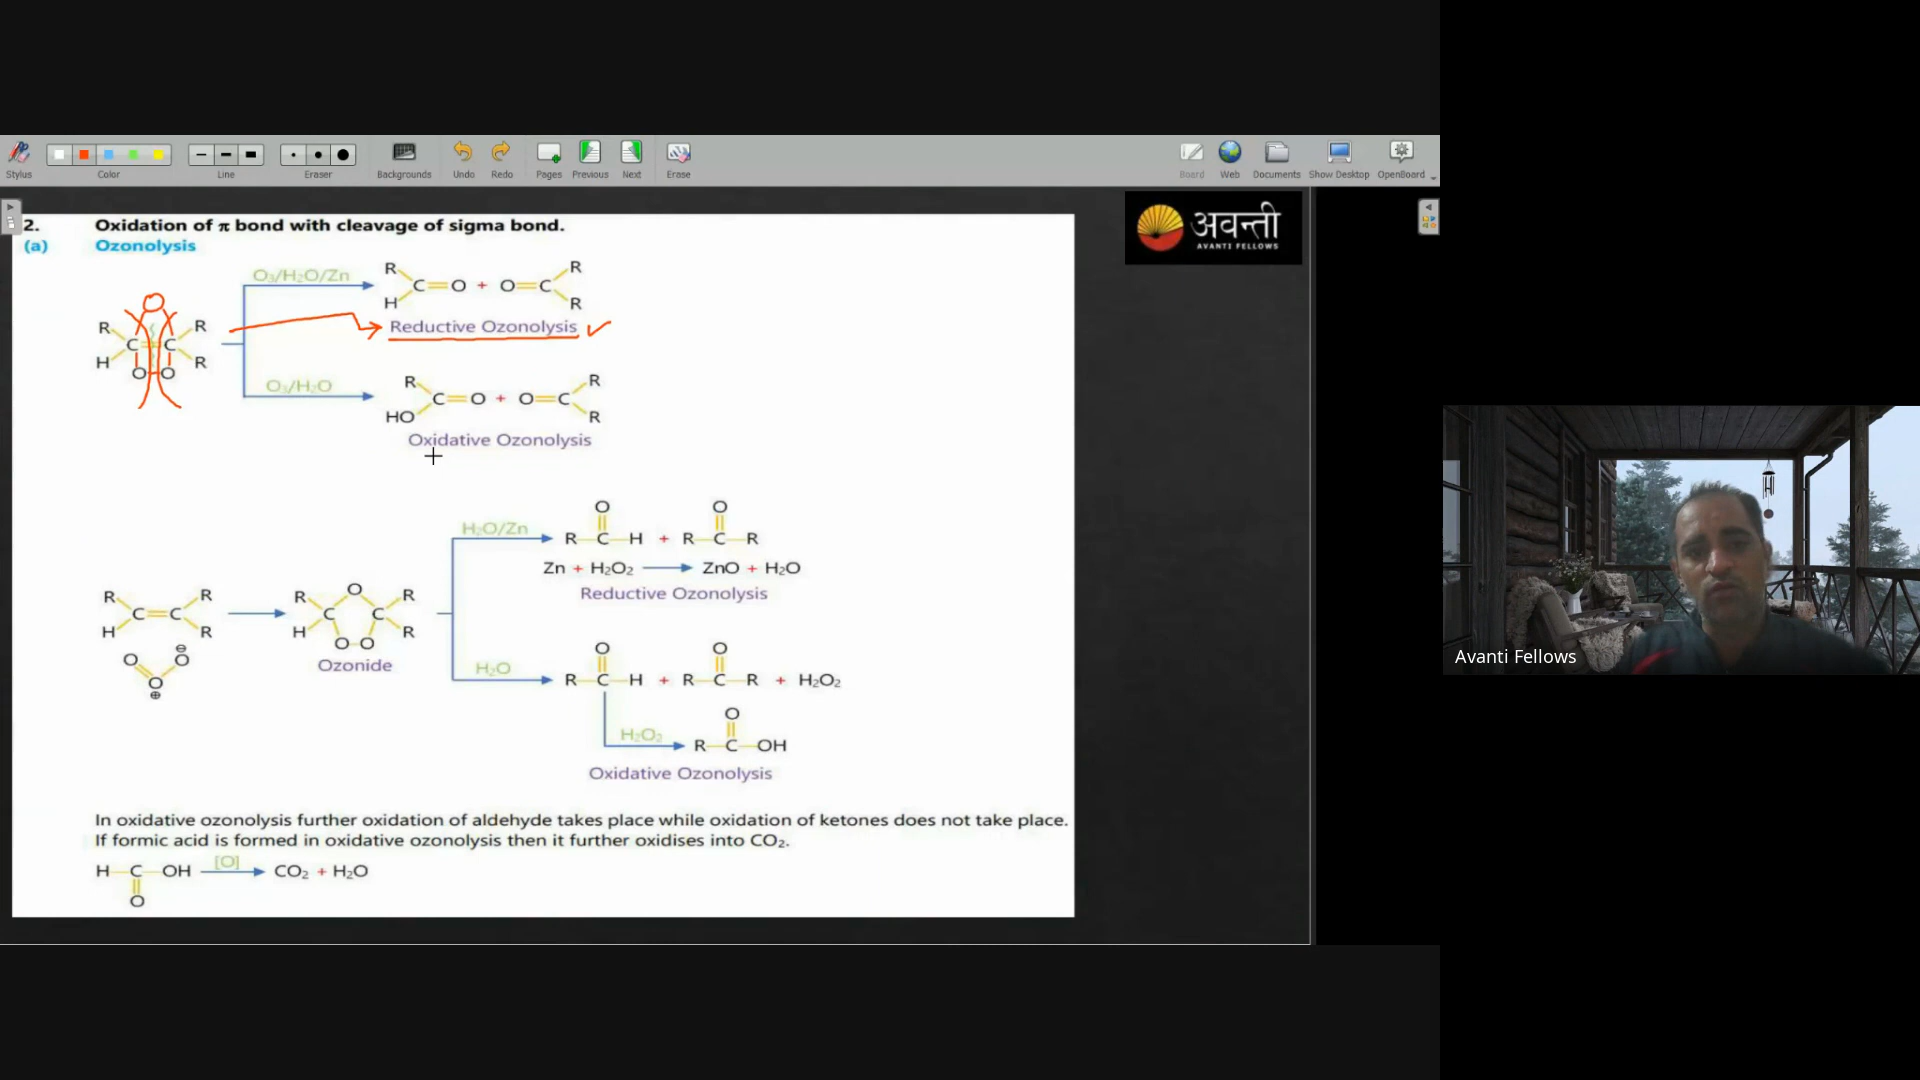 Stylus Color Line Eraser Backgrounds Undo Redo Pages Previous Next Erase Board Web Documents Show Desktop OpenBoard
2. Oxidation of π bond with cleavage of sigma bond.
(a) Ozonolysis
अवन्ती
AVANTI FELLOWS
O₃/H₂O/Zn
R H C=O + O=C R R
Reductive Ozonolysis
R H C=C R R
O O O
O₃/H₂O
R HO C=O + O=C R R
Oxidative Ozonolysis
H₂O/Zn
R-C-H + R-C-R
O O
Zn + H₂O₂ → ZnO + H₂O
Reductive Ozonolysis
R H C=C R R
R H C O C R R
O-O
Ozonide
O O⊖
O
⊕
H₂O
O O
R-C-H + R-C-R + H₂O₂
H₂O₂
O
R-C-OH
Oxidative Ozonolysis
In oxidative ozonolysis further oxidation of aldehyde takes place while oxidation of ketones does not take place.
If formic acid is formed in oxidative ozonolysis then it further oxidises into CO₂.
H-C-OH [O] → CO₂ + H₂O
O
Avanti Fellows